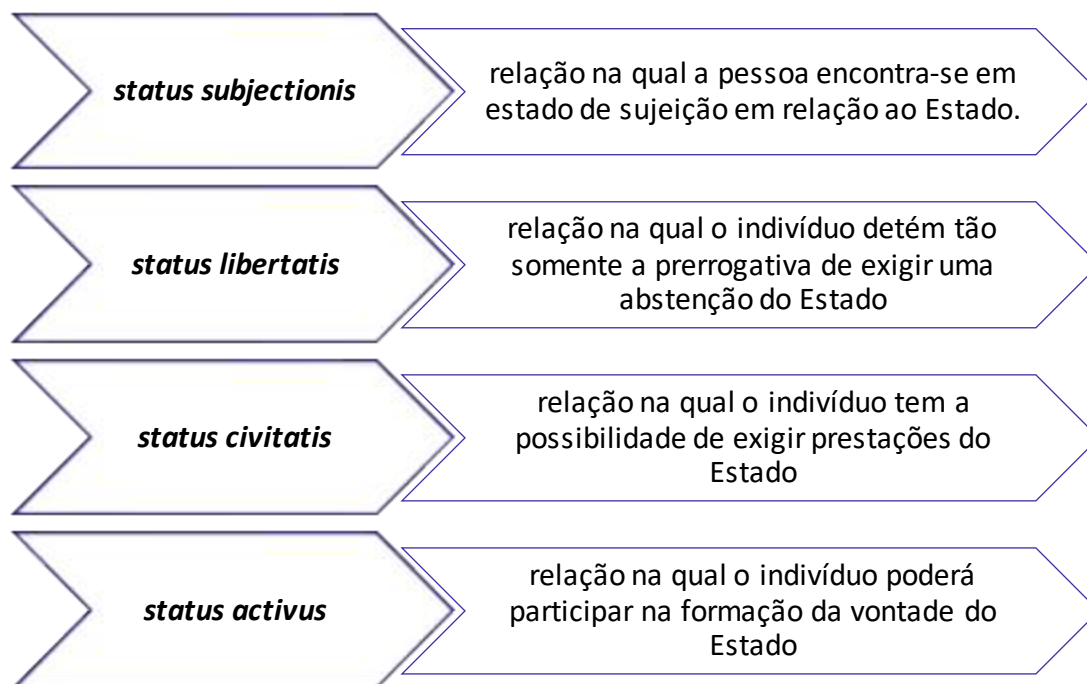 status subjectionis
relação na qual a pessoa encontra-se em
estado de sujeição em relação ao Estado.
status libertatis
relação na qual o indivíduo detém tão
somente a prerrogativa de exigir uma
abstenção do Estado
status civitatis
relação na qual o indivíduo tem a
possibilidade de exigir prestações do
Estado
status activus
relação na qual o indivíduo poderá
participar na formação da vontade do
Estado